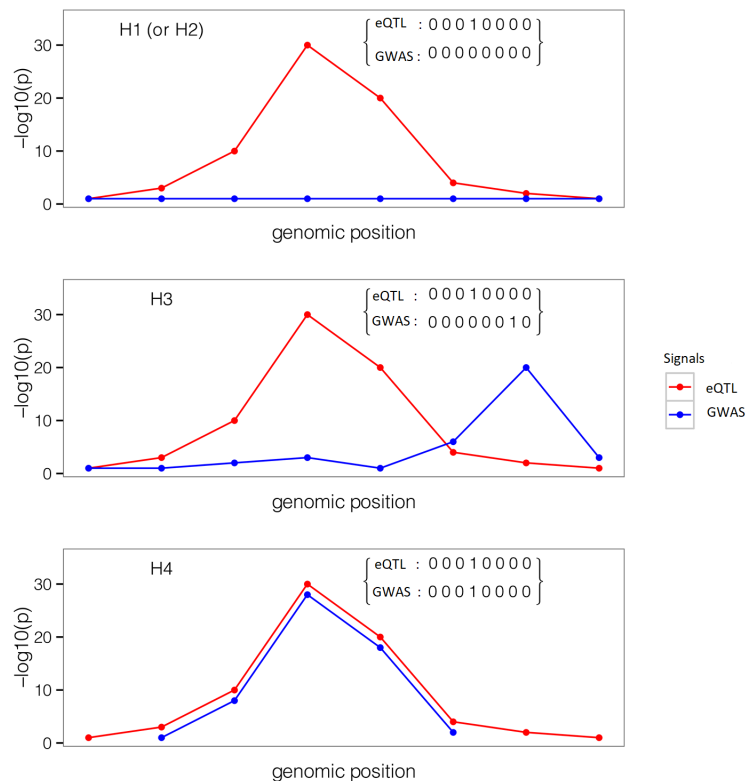 H1 (or H2)
eQTL : 0 0 0 1 0 0 0 0
GWAS : 0 0 0 0 0 0 0 0
30
20
10
0
−log10(p)
genomic position
H3
eQTL : 0 0 0 1 0 0 0 0
GWAS : 0 0 0 0 0 0 1 0
30
20
10
0
−log10(p)
genomic position
Signals
eQTL
GWAS
H4
eQTL : 0 0 0 1 0 0 0 0
GWAS : 0 0 0 1 0 0 0 0
30
20
10
0
−log10(p)
genomic position